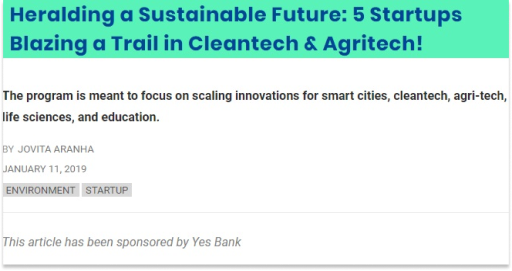 Heralding a Sustainable Future: 5 Startups
Blazing a Trail in Cleantech & Agritech!
The program is meant to focus on scaling innovations for smart cities, cleantech, agri-tech,
life sciences, and education.
BY JOVITA ARANHA
JANUARY 11, 2019
ENVIRONMENT STARTUP
This article has been sponsored by Yes Bank